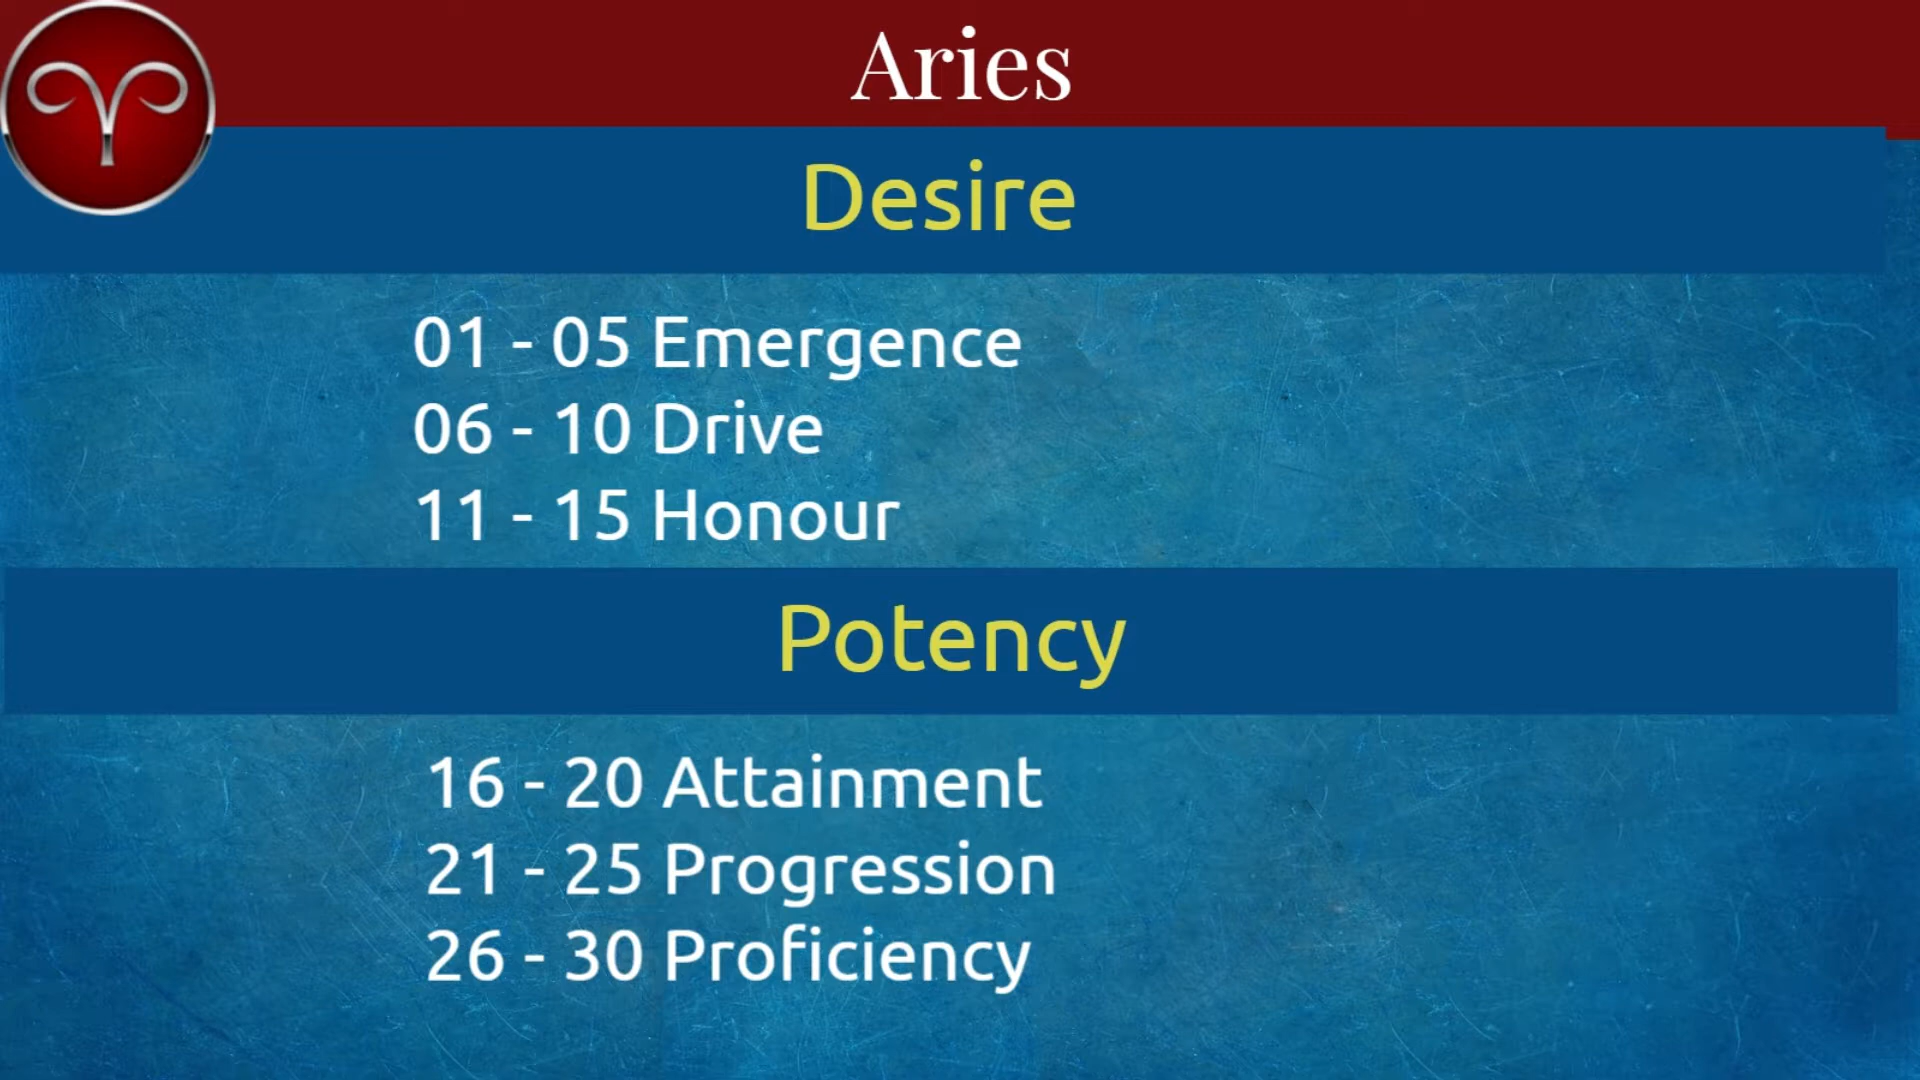 Aries
Desire
01 - 05 Emergence
06 - 10 Drive
11 - 15 Honour
Potency
16 - 20 Attainment
21 - 25 Progression
26 - 30 Proficiency